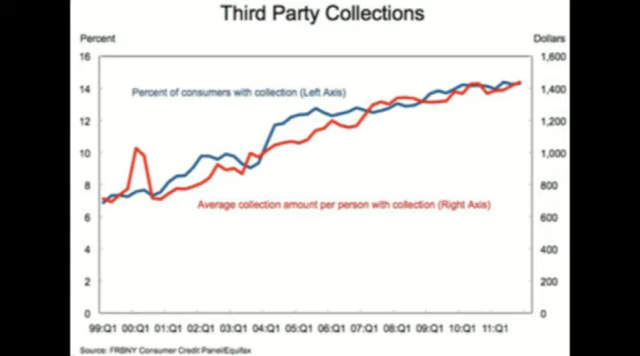 Third Party Collections
Percent Dollars
16 1,600
14 1,400
Percent of consumers with collection (Left Axis)
12 1,200
10 1,000
8 800
Average collection amount per person with collection (Right Axis)
6 600
4 400
2 200
0 0
99:Q1 00:Q1 01:Q1 02:Q1 03:Q1 04:Q1 05:Q1 06:Q1 07:Q1 08:Q1 09:Q1 10:Q1 11:Q1
Source: FRBNY Consumer Credit Panel/Equifax